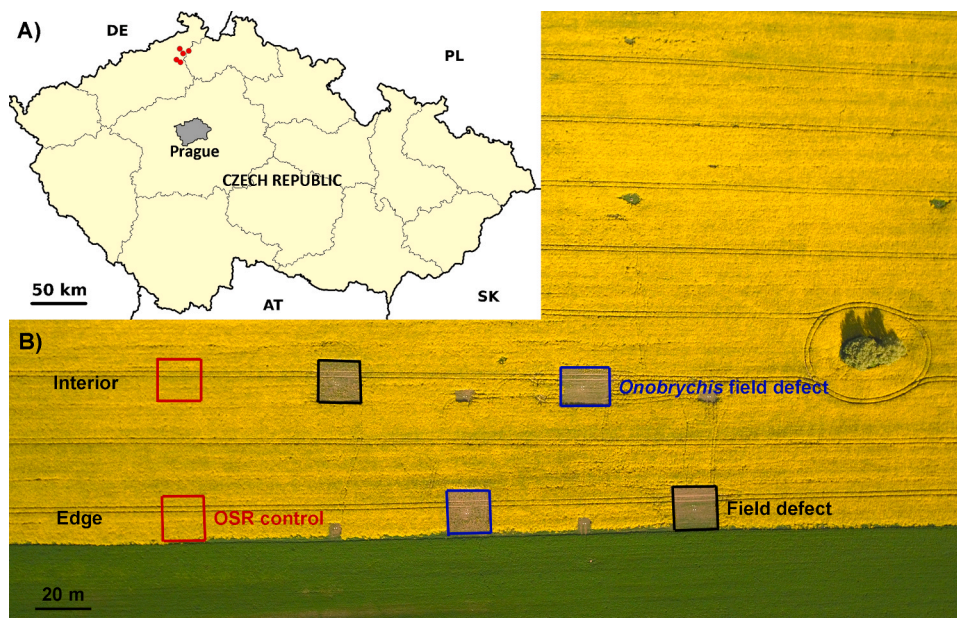 A)
DE
PL
Prague
CZECH REPUBLIC
50 km
AT
SK
B)
Interior
Onobrychis field defect
Edge
OSR control
Field defect
20 m